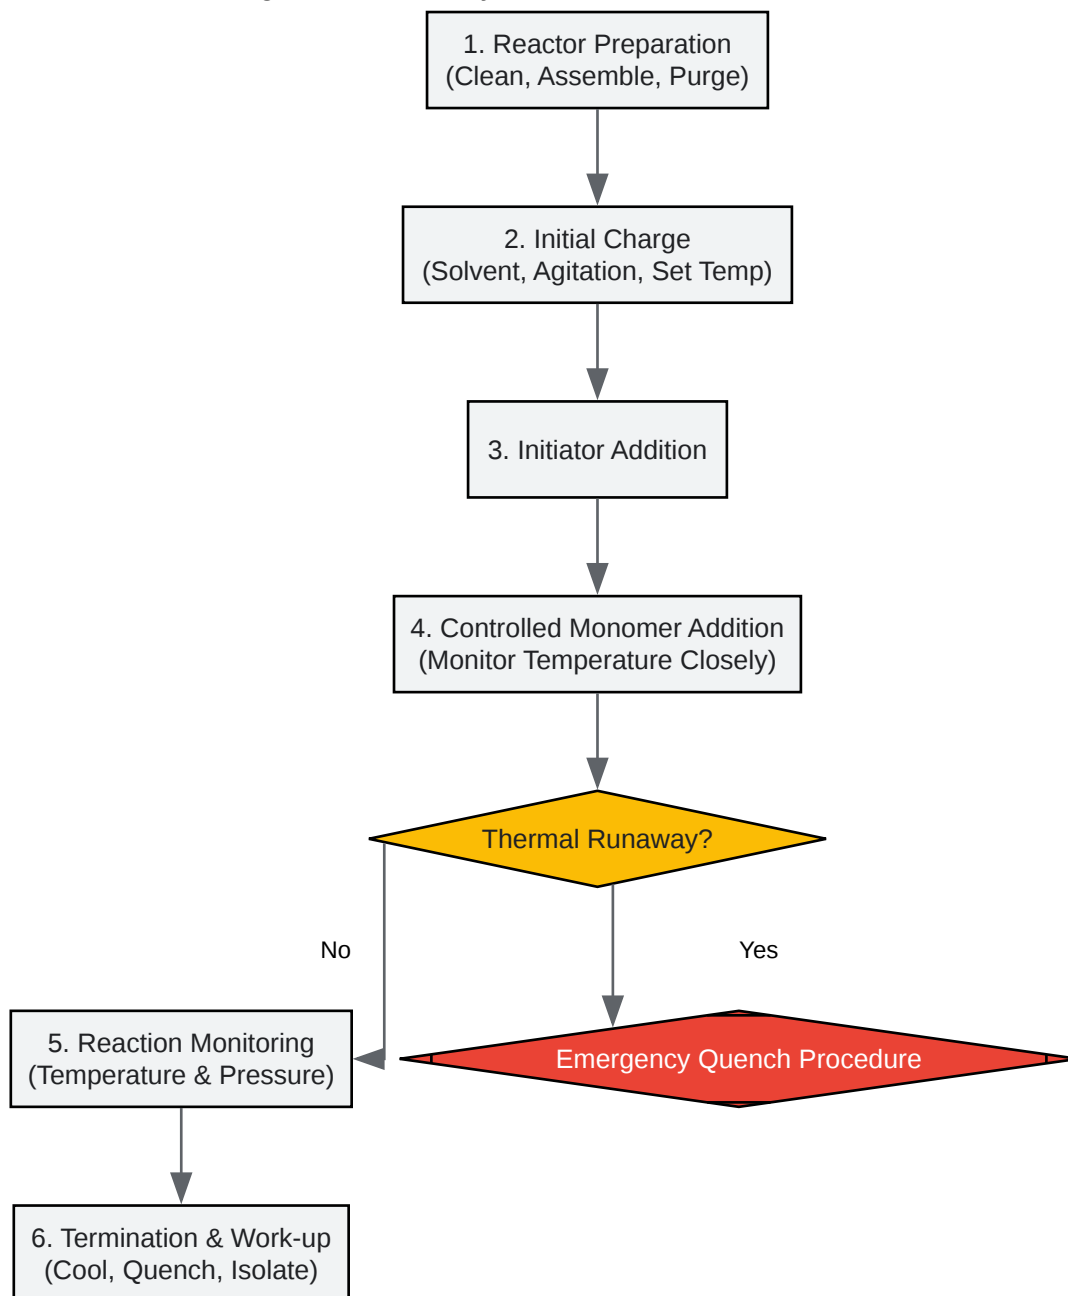 1. Reactor Preparation
(Clean, Assemble, Purge)
2. Initial Charge
(Solvent, Agitation, Set Temp)
3. Initiator Addition
4. Controlled Monomer Addition
(Monitor Temperature Closely)
Thermal Runaway?
No
Yes
5. Reaction Monitoring
(Temperature & Pressure)
Emergency Quench Procedure
6. Termination & Work-up
(Cool, Quench, Isolate)